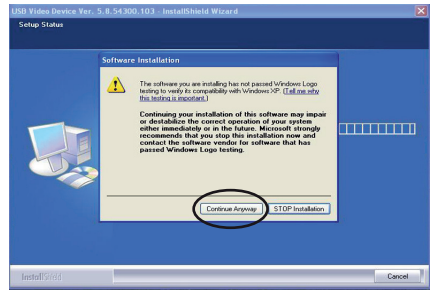 USB Video Device Ver. 5.8.54300.103 - InstallShield Wizard
Setup Status
Software Installation
The software you are installing has not passed Windows Logo
testing to verify its compatibility with Windows XP. (Tell me why
this testing is important.)
Continuing your installation of this software may impair
or destabilize the correct operation of your system
either immediately or in the future. Microsoft strongly
recommends that you stop this installation now and
contact the software vendor for software that has
passed Windows Logo testing.
Continue Anyway
STOP Installation
InstallShield
Cancel